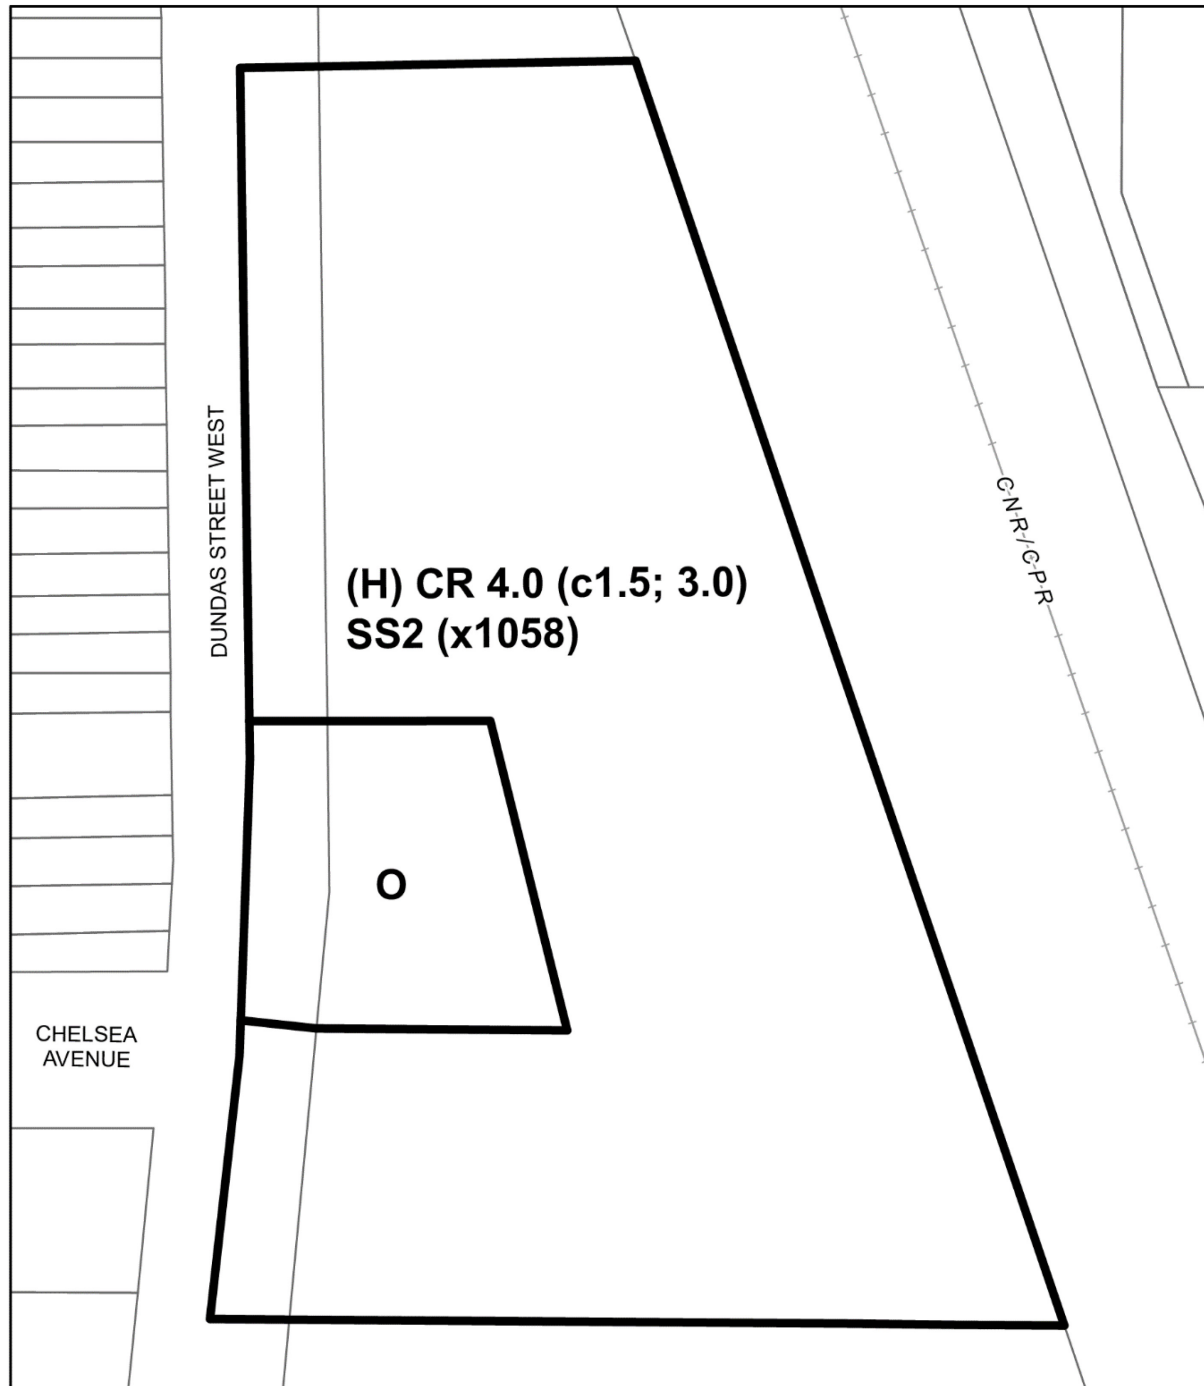 DUNDAS STREET WEST
C-N-R-/-C-P-R
(H) CR 4.0 (c1.5; 3.0)
SS2 (x1058)
O
CHELSEA
AVENUE